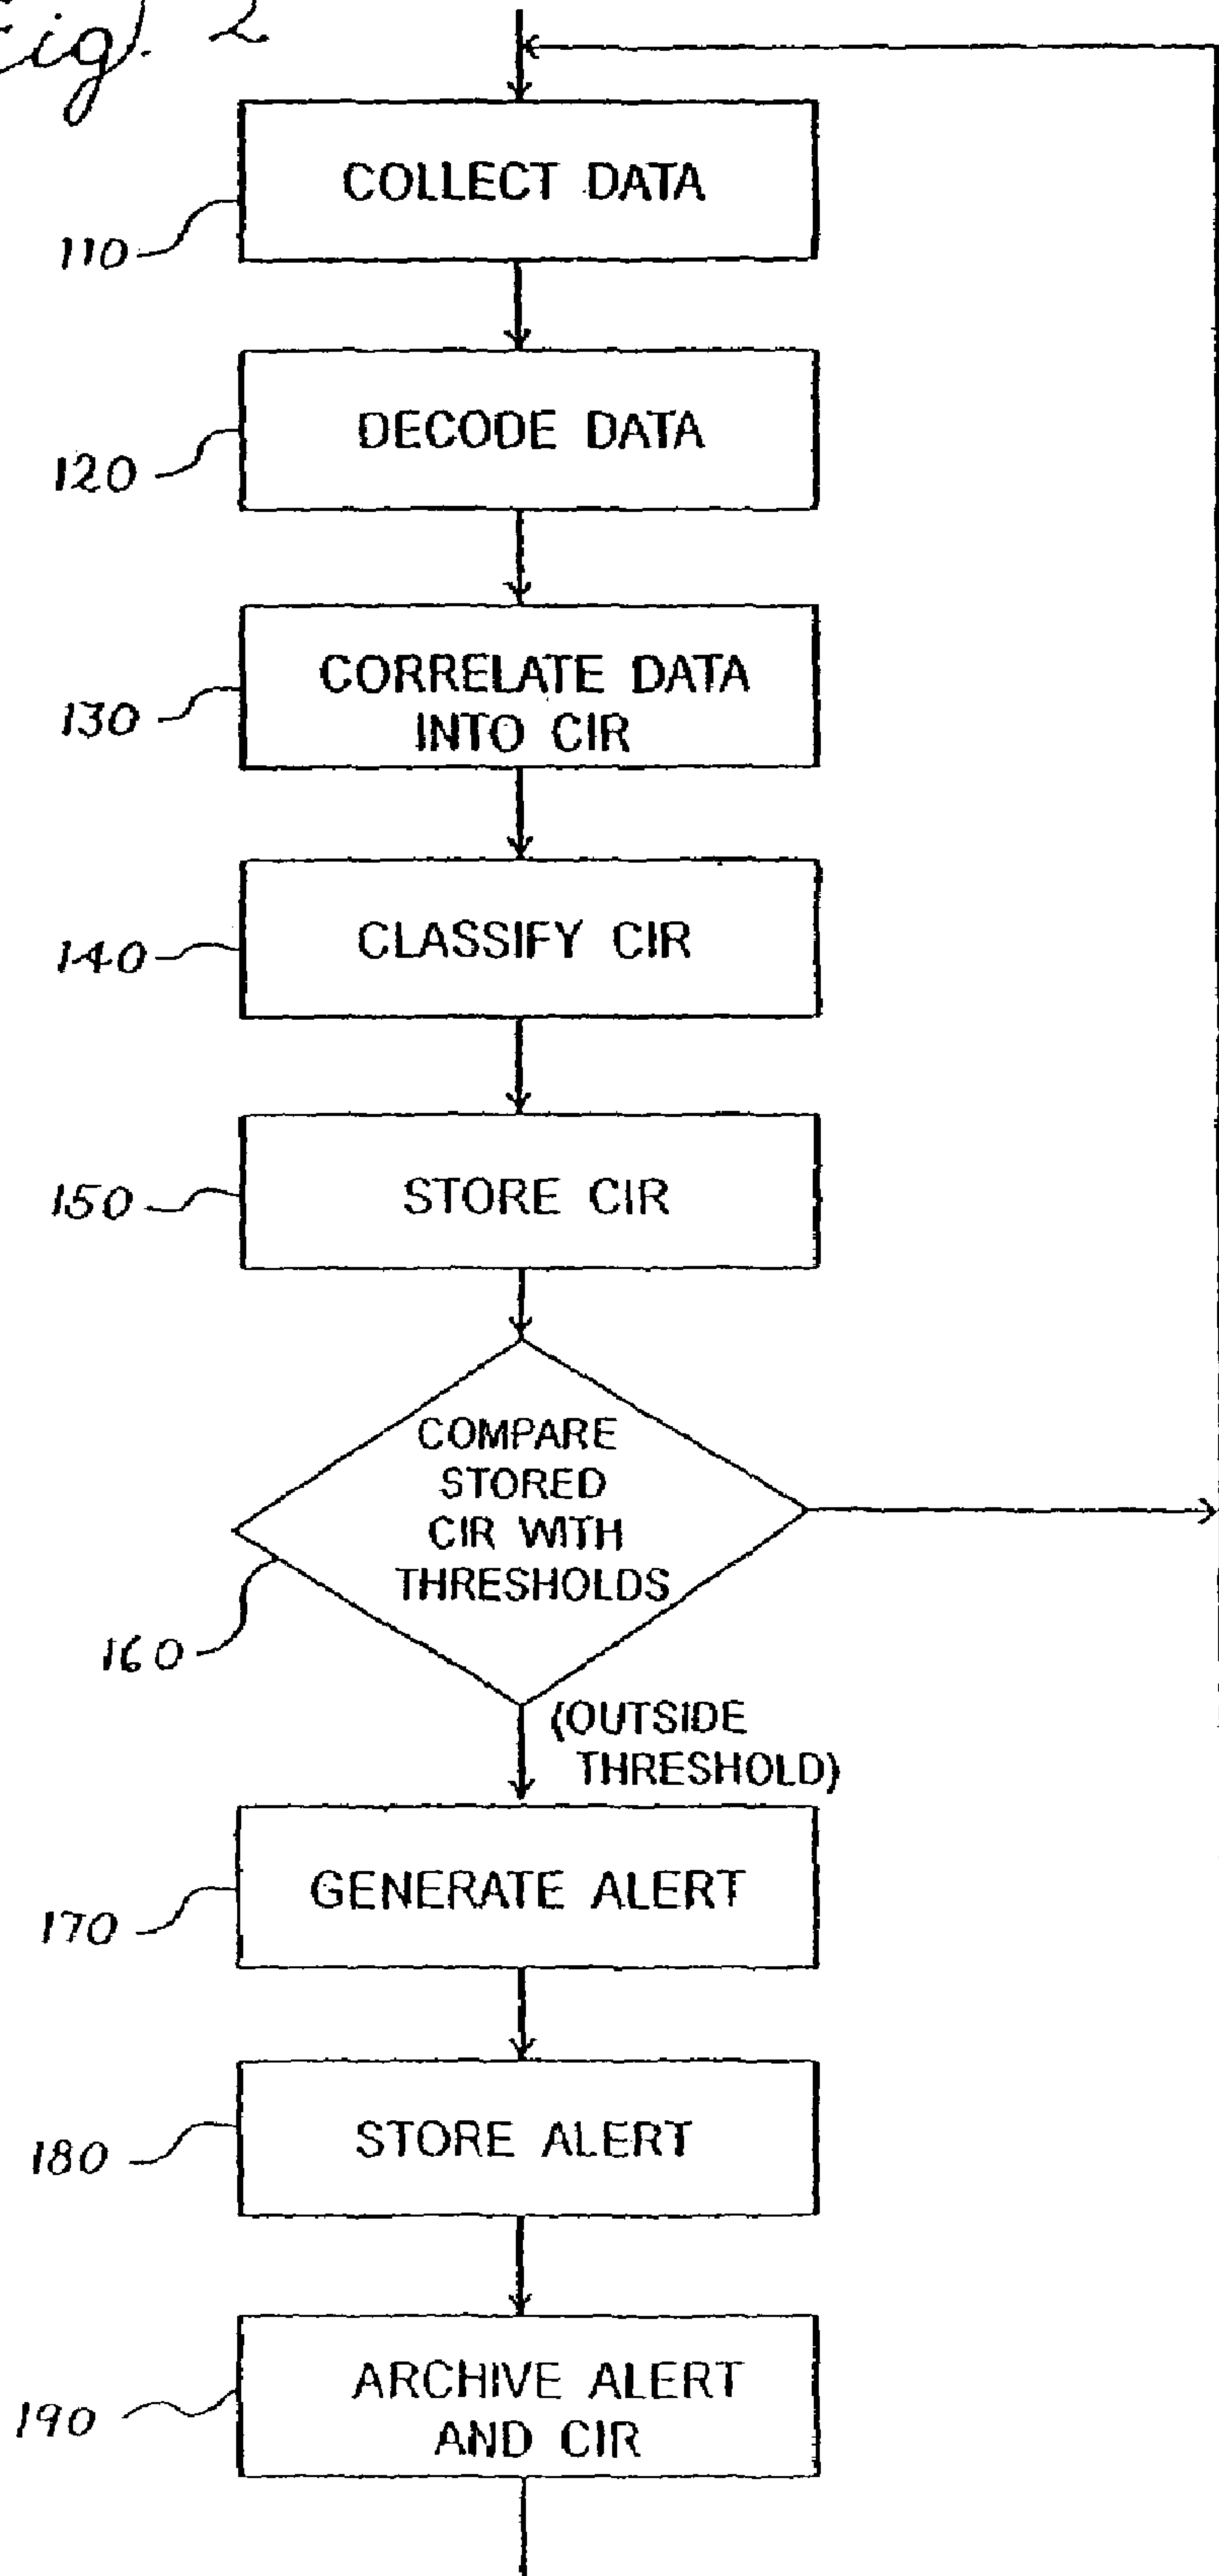 Fig. 2
COLLECT DATA
110
DECODE DATA
120
CORRELATE DATA
INTO CIR
130
CLASSIFY CIR
140
STORE CIR
150
COMPARE
STORED
CIR WITH
THRESHOLDS
160
(OUTSIDE
THRESHOLD)
GENERATE ALERT
170
STORE ALERT
180
ARCHIVE ALERT
AND CIR
190